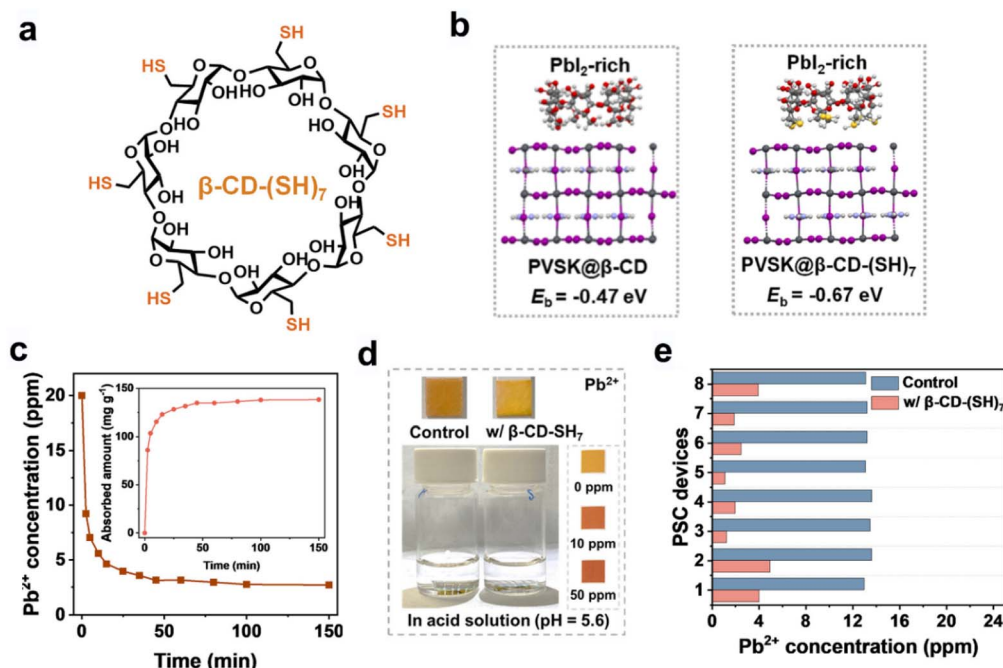 a
SH
HS
O
OH
HO
OH
O
SH
HS
β-CD-(SH)₇
SH
HS
SH
b
PbI₂-rich
PVSK@β-CD
E_b = -0.47 eV
PbI₂-rich
PVSK@β-CD-(SH)₇
E_b = -0.67 eV
c
Pb²⁺ concentration (ppm)
20
15
10
5
0
0
50
100
150
Time (min)
Absorbed amount (mg g⁻¹)
150
100
50
0
0
50
100
150
Time (min)
d
Pb²⁺
Control
w/ β-CD-SH₇
0 ppm
10 ppm
50 ppm
In acid solution (pH = 5.6)
e
Control
w/ β-CD-(SH)₇
PSC devices
8
7
6
5
4
3
2
1
0
4
8
12
16
20
24
Pb²⁺ concentration (ppm)